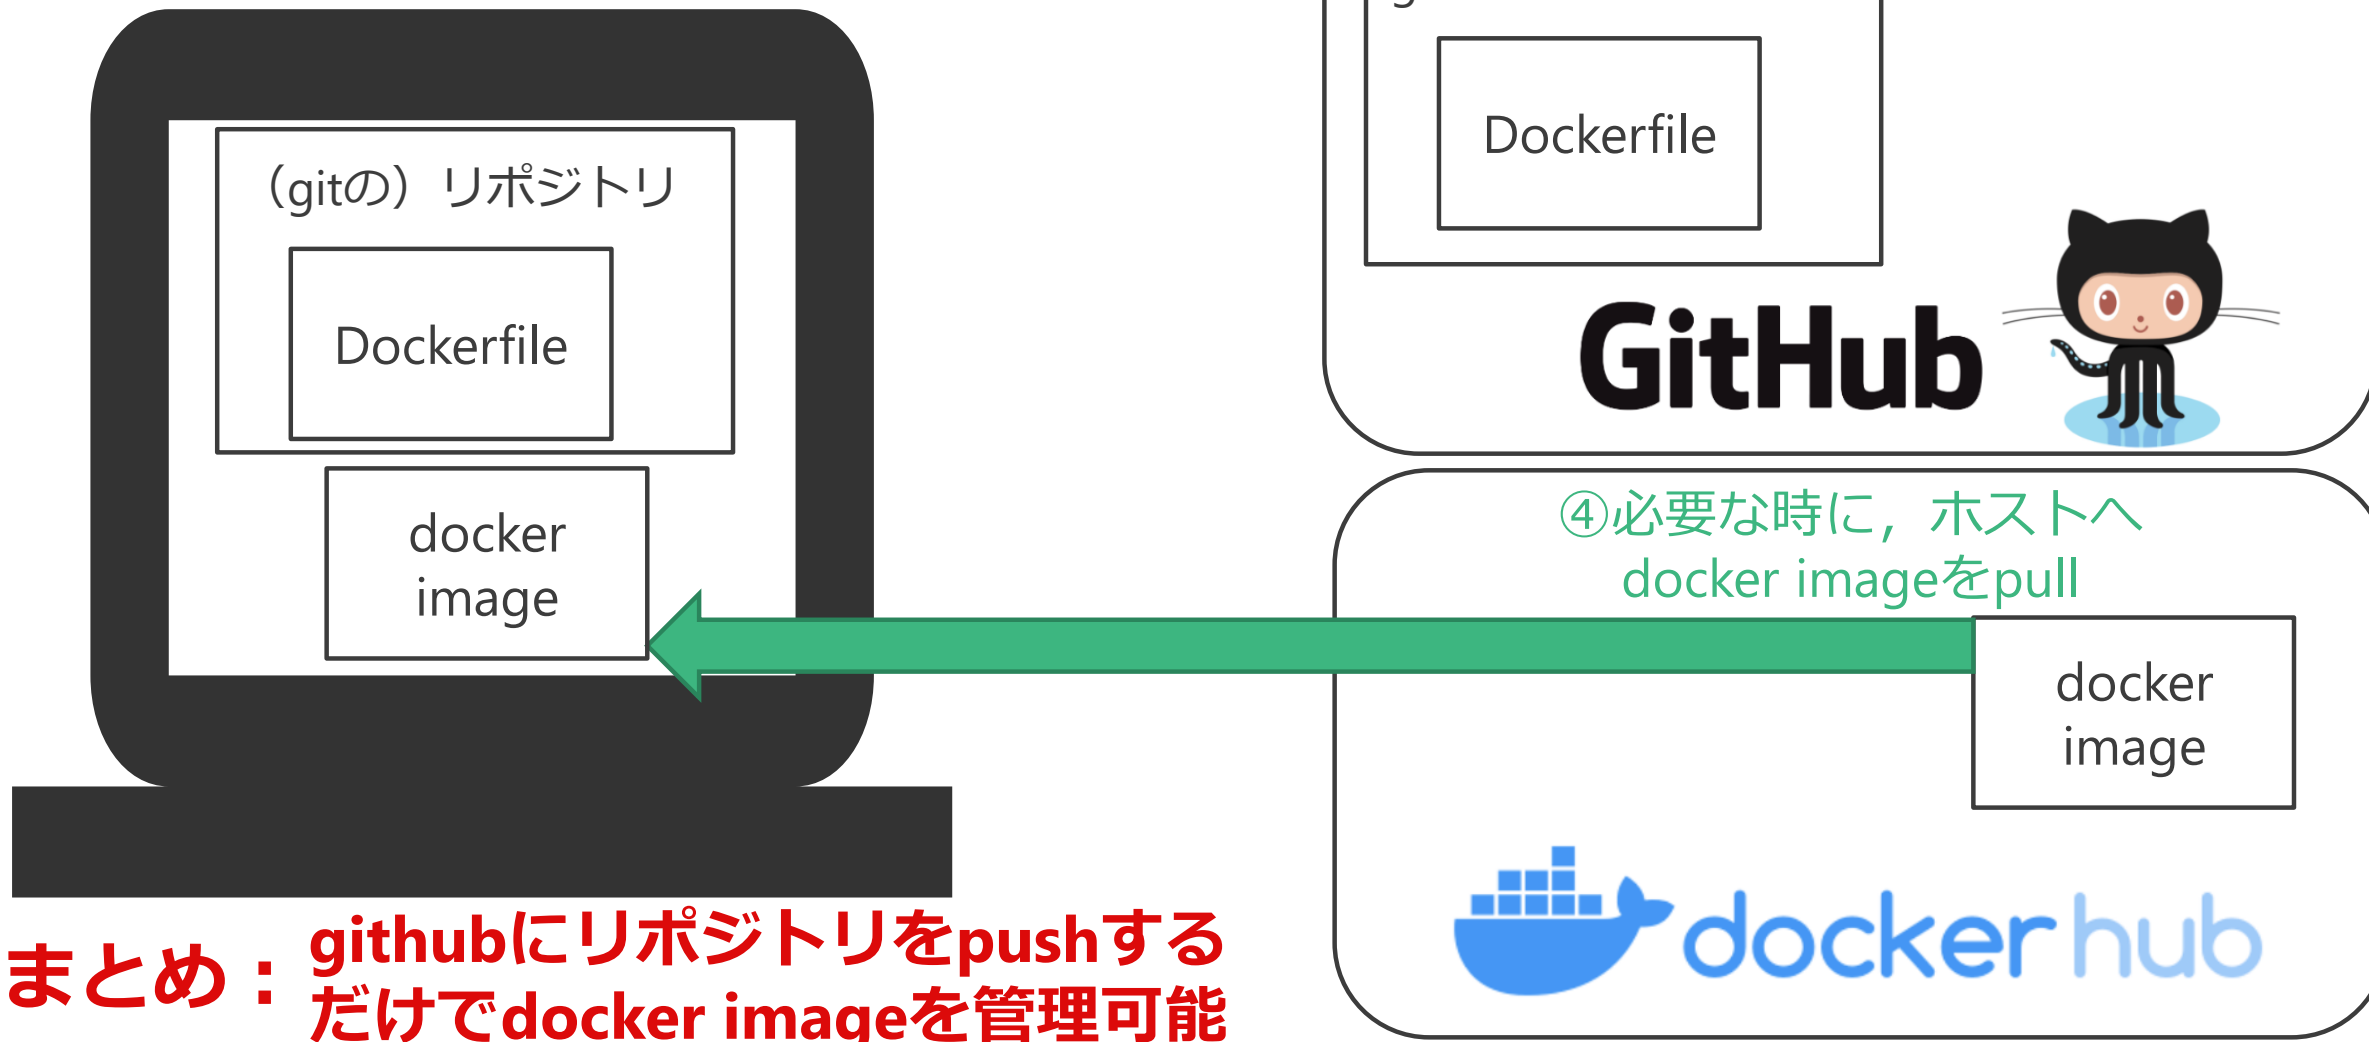 （gitの）リポジトリ
Dockerfile
docker
image
Dockerfile
GitHub
④必要な時に，ホストへ
docker imageをpull
docker
image
dockerhub
まとめ：
githubにリポジトリをpushする
だけでdocker imageを管理可能